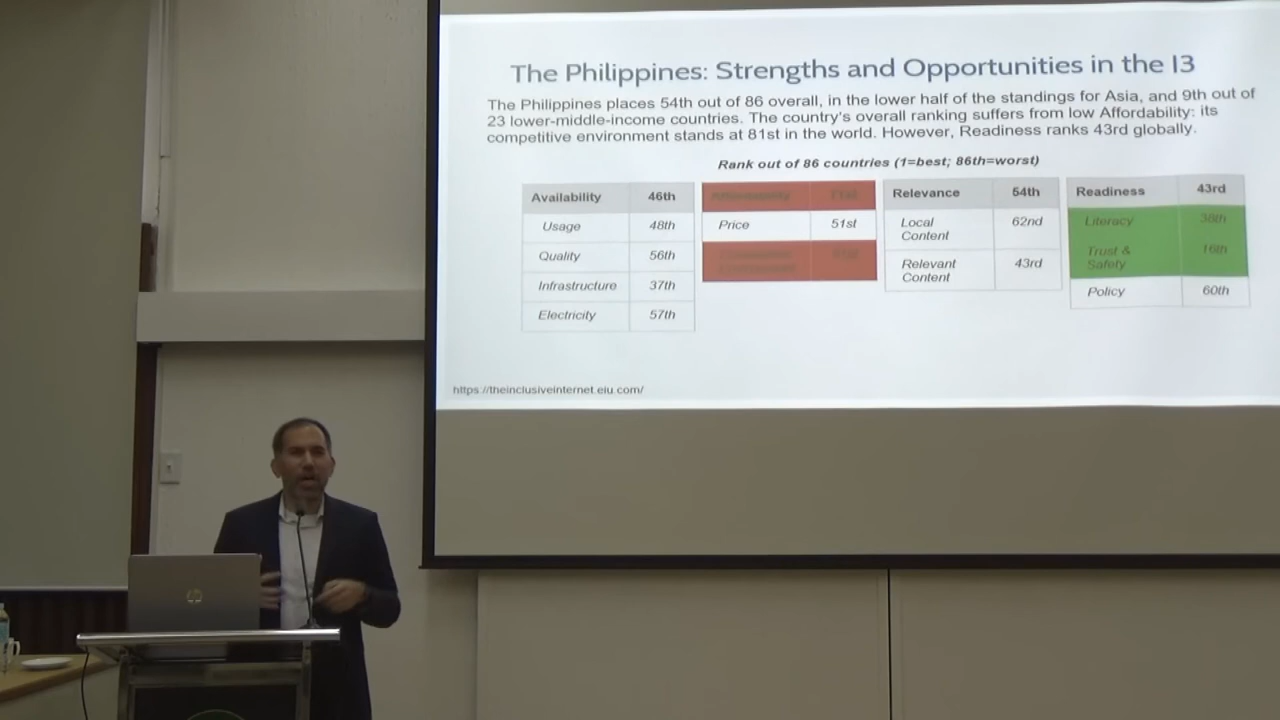 The Philippines: Strengths and Opportunities in the I3
The Philippines places 54th out of 86 overall, in the lower half of the standings for Asia, and 9th out of
23 lower-middle-income countries. The country's overall ranking suffers from low Affordability: its
competitive environment stands at 81st in the world. However, Readiness ranks 43rd globally.
Rank out of 86 countries (1=best; 86th=worst)
Availability 46th
Usage 48th
Quality 56th
Infrastructure 37th
Electricity 57th
Affordability
Price 51st
Relevance 54th
Local
Content 62nd
Relevant
Content 43rd
Readiness 43rd
Literacy 38th
Trust &
Safety 16th
Policy 60th
https://theinclusiveinternet.eiu.com/
hp